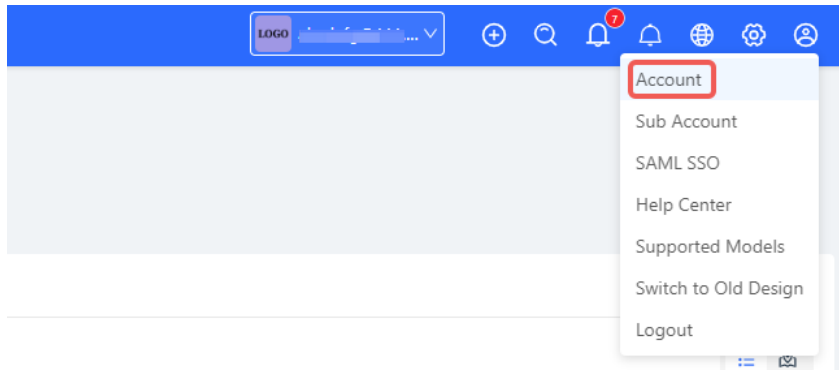 LOGO
7
Account
Sub Account
SAML SSO
Help Center
Supported Models
Switch to Old Design
Logout